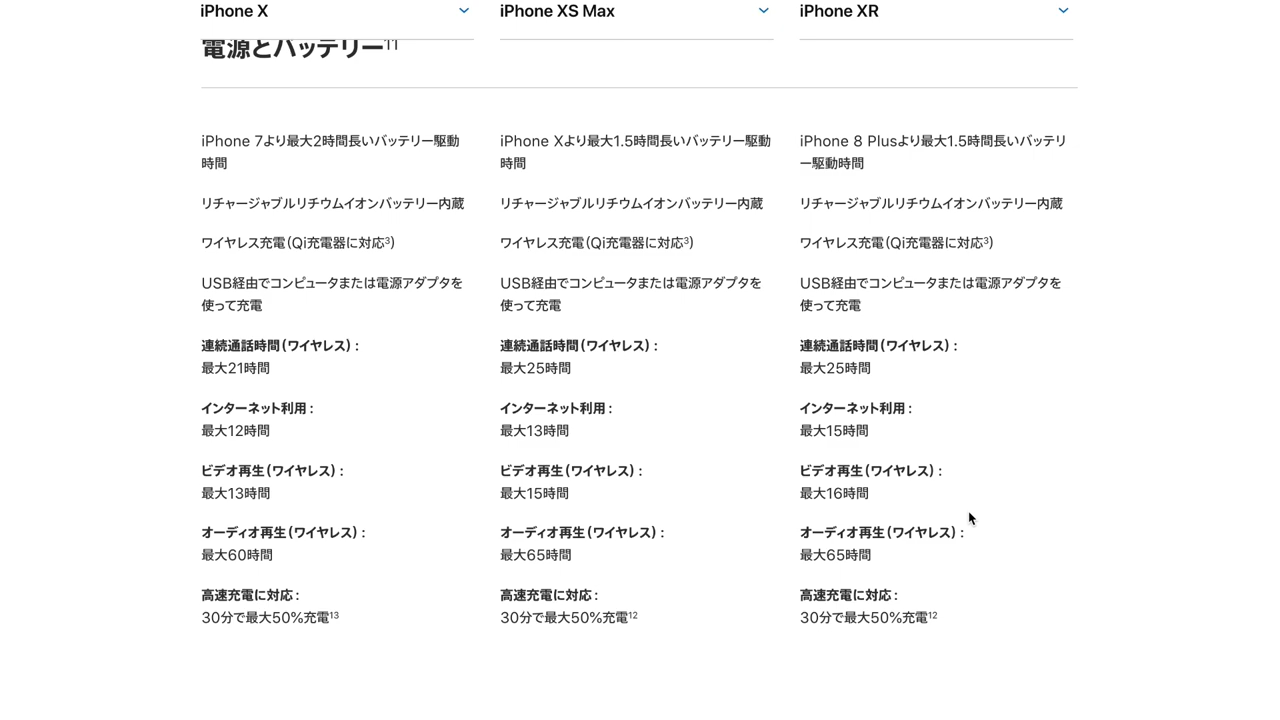 iPhone X
iPhone XS Max
iPhone XR
電源とバッテリー11
iPhone 7より最大2時間長いバッテリー駆動
時間
リチャージャブルリチウムイオンバッテリー内蔵
ワイヤレス充電(Qi充電器に対応3)
USB経由でコンピュータまたは電源アダプタを
使って充電
連続通話時間(ワイヤレス):
最大21時間
インターネット利用:
最大12時間
ビデオ再生(ワイヤレス):
最大13時間
オーディオ再生(ワイヤレス):
最大60時間
高速充電に対応:
30分で最大50%充電13
iPhone Xより最大1.5時間長いバッテリー駆動
時間
リチャージャブルリチウムイオンバッテリー内蔵
ワイヤレス充電(Qi充電器に対応3)
USB経由でコンピュータまたは電源アダプタを
使って充電
連続通話時間(ワイヤレス):
最大25時間
インターネット利用:
最大13時間
ビデオ再生(ワイヤレス):
最大15時間
オーディオ再生(ワイヤレス):
最大65時間
高速充電に対応:
30分で最大50%充電12
iPhone 8 Plusより最大1.5時間長いバッテリ
ー駆動時間
リチャージャブルリチウムイオンバッテリー内蔵
ワイヤレス充電(Qi充電器に対応3)
USB経由でコンピュータまたは電源アダプタを
使って充電
連続通話時間(ワイヤレス):
最大25時間
インターネット利用:
最大15時間
ビデオ再生(ワイヤレス):
最大16時間
オーディオ再生(ワイヤレス):
最大65時間
高速充電に対応:
30分で最大50%充電12